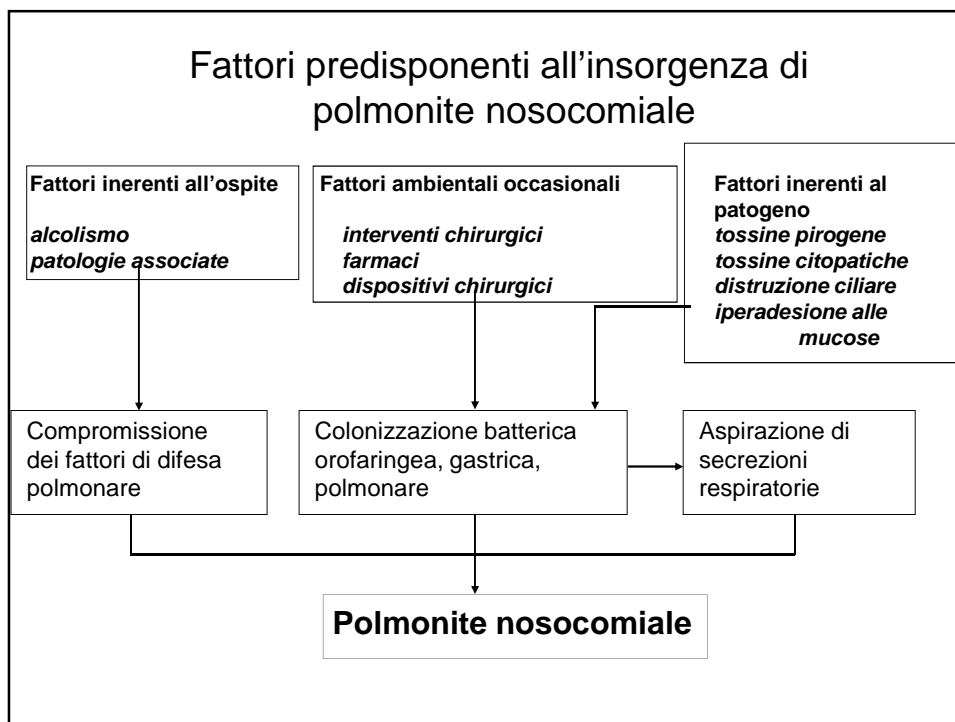 Fattori predisponenti all'insorgenza di
polmonite nosocomiale
Fattori inerenti all'ospite
alcolismo
patologie associate
Fattori ambientali occasionali
interventi chirurgici
farmaci
dispositivi chirurgici
Fattori inerenti al
patogeno
tossine pirogene
tossine citopatiche
distruzione ciliare
iperadesione alle
mucose
Compromissione
dei fattori di difesa
polmonare
Colonizzazione batterica
orofaringea, gastrica,
polmonare
Aspirazione di
secrezioni
respiratorie
Polmonite nosocomiale